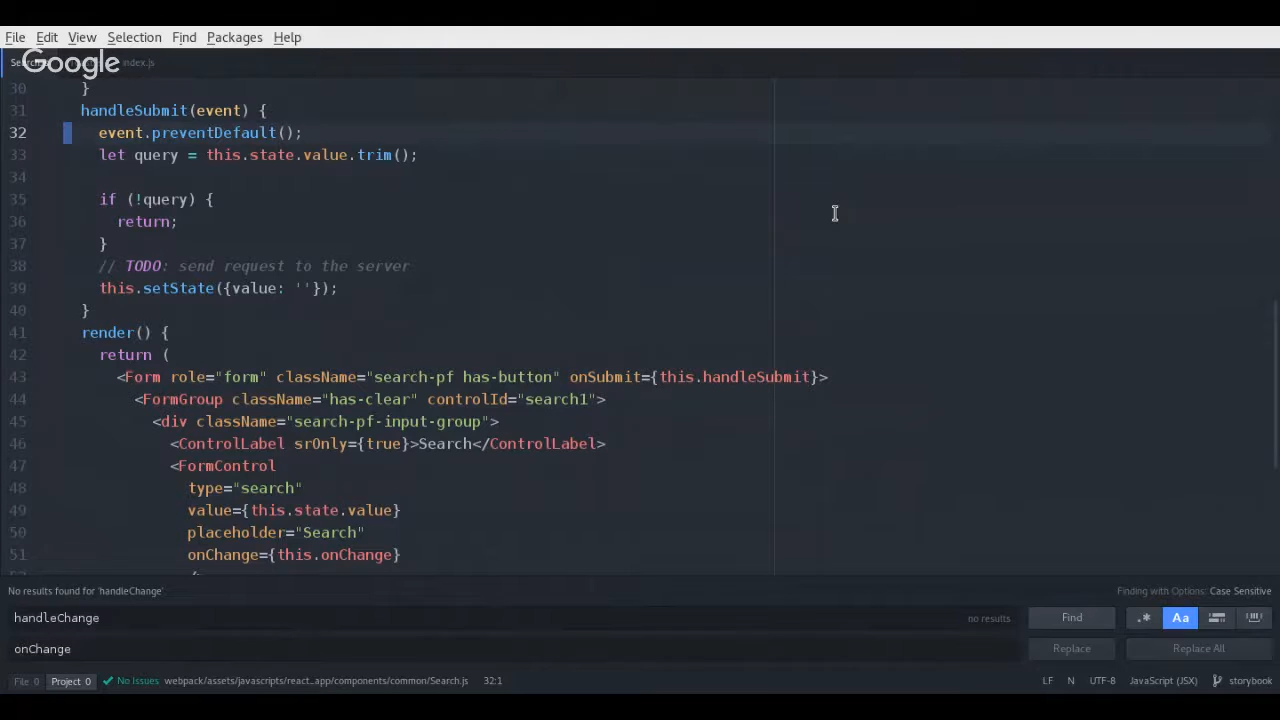 File Edit View Selection Find Packages Help
Google
Search index.js
30 }
31 handleSubmit(event) {
32 event.preventDefault();
33 let query = this.state.value.trim();
34
35 if (!query) {
36 return;
37 }
38 // TODO: send request to the server
39 this.setState({value: ''});
40 }
41 render() {
42 return (
43 <Form role="form" className="search-pf has-button" onSubmit={this.handleSubmit}>
44 <FormGroup className="has-clear" controlId="search1">
45 <div className="search-pf-input-group">
46 <ControlLabel srOnly={true}>Search</ControlLabel>
47 <FormControl
48 type="search"
49 value={this.state.value}
50 placeholder="Search"
51 onChange={this.onChange}
No results found for 'handleChange' Finding with Options: Case Sensitive
handleChange no results Find .* Aa
onChange Replace Replace All
File 0 Project 0 No Issues webpack/assets/javascripts/react_app/components/common/Search.js 32:1 LF N UTF-8 JavaScript (JSX) storybook